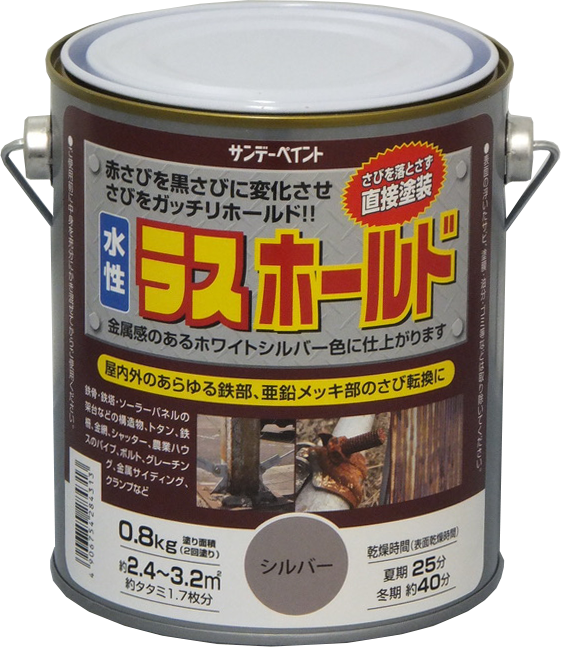 サンデーペイント
赤さびを黒さびに変化させ
さびをガッチリホールド!!
さびを落とさず
直接塗装
水性
ラスホールド
金属感のあるホワイトシルバー色に仕上がります
屋内外のあらゆる鉄部、亜鉛メッキ部のさび転換に
鉄骨・鉄塔・ソーラーパネルの
架台などの構造物、トタン、鉄
柵、金網、シャッター、農業ハウ
スのパイプ、ボルト、グレーチン
グ、金属サイディング、
クランプなど
0.8kg 塗り面積
(2回塗り)
約2.4~3.2m²
約タタミ1.7枚分
シルバー
乾燥時間(表面乾燥時間)
夏期 25分
冬期 約40分
4906754284313